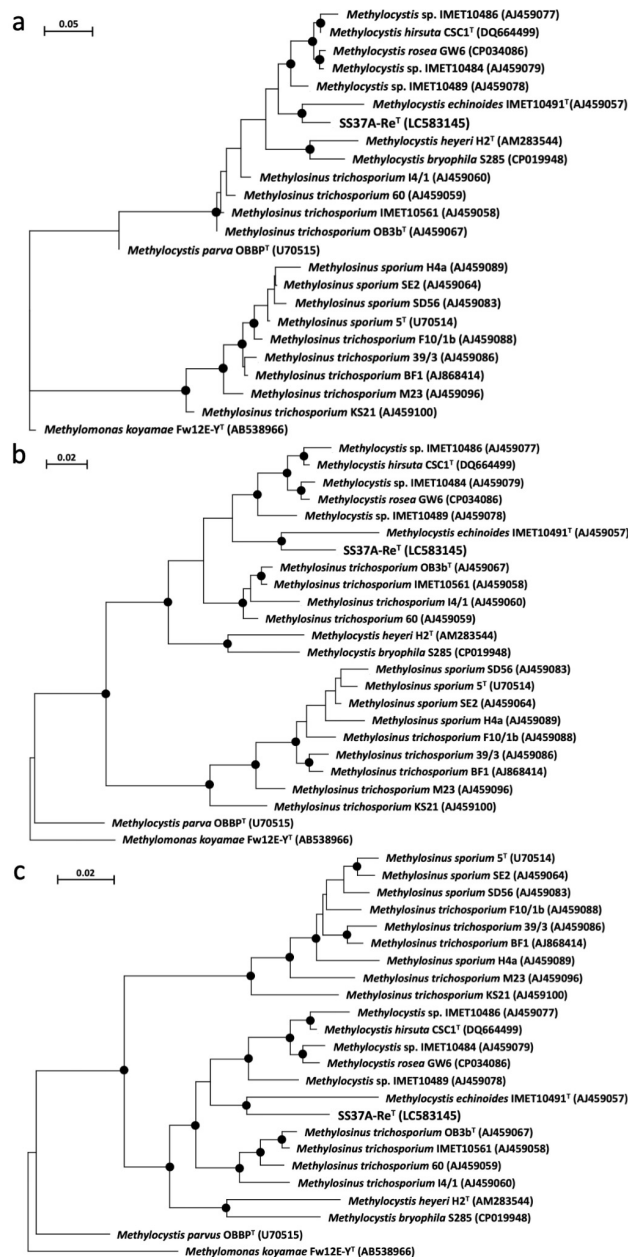 a
0.05
Methylocystis sp. IMET10486 (AJ459077)
Methylocystis hirsuta CSC1ᵀ (DQ664499)
Methylocystis rosea GW6 (CP034086)
Methylocystis sp. IMET10484 (AJ459079)
Methylocystis sp. IMET10489 (AJ459078)
Methylocystis echinoides IMET10491ᵀ(AJ459057)
SS37A-Reᵀ (LC583145)
Methylocystis heyeri H2ᵀ (AM283544)
Methylocystis bryophila S285 (CP019948)
Methylosinus trichosporium I4/1 (AJ459060)
Methylosinus trichosporium 60 (AJ459059)
Methylosinus trichosporium IMET10561 (AJ459058)
Methylosinus trichosporium OB3bᵀ (AJ459067)
Methylocystis parva OBBPᵀ (U70515)
Methylosinus sporium H4a (AJ459089)
Methylosinus sporium SE2 (AJ459064)
Methylosinus sporium SD56 (AJ459083)
Methylosinus sporium 5ᵀ (U70514)
Methylosinus trichosporium F10/1b (AJ459088)
Methylosinus trichosporium 39/3 (AJ459086)
Methylosinus trichosporium BF1 (AJ868414)
Methylosinus trichosporium M23 (AJ459096)
Methylosinus trichosporium KS21 (AJ459100)
Methylomonas koyamae Fw12E-Yᵀ (AB538966)
b
0.02
Methylocystis sp. IMET10486 (AJ459077)
Methylocystis hirsuta CSC1ᵀ (DQ664499)
Methylocystis sp. IMET10484 (AJ459079)
Methylocystis rosea GW6 (CP034086)
Methylocystis sp. IMET10489 (AJ459078)
Methylocystis echinoides IMET10491ᵀ (AJ459057)
SS37A-Reᵀ (LC583145)
Methylosinus trichosporium OB3bᵀ (AJ459067)
Methylosinus trichosporium IMET10561 (AJ459058)
Methylosinus trichosporium I4/1 (AJ459060)
Methylosinus trichosporium 60 (AJ459059)
Methylocystis heyeri H2ᵀ (AM283544)
Methylocystis bryophila S285 (CP019948)
Methylosinus sporium SD56 (AJ459083)
Methylosinus sporium 5ᵀ (U70514)
Methylosinus sporium SE2 (AJ459064)
Methylosinus sporium H4a (AJ459089)
Methylosinus trichosporium F10/1b (AJ459088)
Methylosinus trichosporium 39/3 (AJ459086)
Methylosinus trichosporium BF1 (AJ868414)
Methylosinus trichosporium M23 (AJ459096)
Methylosinus trichosporium KS21 (AJ459100)
Methylocystis parva OBBPᵀ (U70515)
Methylomonas koyamae Fw12E-Yᵀ (AB538966)
c
0.02
Methylosinus sporium 5ᵀ (U70514)
Methylosinus sporium SE2 (AJ459064)
Methylosinus sporium SD56 (AJ459083)
Methylosinus trichosporium F10/1b (AJ459088)
Methylosinus trichosporium 39/3 (AJ459086)
Methylosinus trichosporium BF1 (AJ868414)
Methylosinus sporium H4a (AJ459089)
Methylosinus trichosporium M23 (AJ459096)
Methylosinus trichosporium KS21 (AJ459100)
Methylocystis sp. IMET10486 (AJ459077)
Methylocystis hirsuta CSC1ᵀ (DQ664499)
Methylocystis sp. IMET10484 (AJ459079)
Methylocystis rosea GW6 (CP034086)
Methylocystis sp. IMET10489 (AJ459078)
Methylocystis echinoides IMET10491ᵀ (AJ459057)
SS37A-Reᵀ (LC583145)
Methylosinus trichosporium OB3bᵀ (AJ459067)
Methylosinus trichosporium IMET10561 (AJ459058)
Methylosinus trichosporium 60 (AJ459059)
Methylosinus trichosporium I4/1 (AJ459060)
Methylocystis heyeri H2ᵀ (AM283544)
Methylocystis bryophila S285 (CP019948)
Methylocystis parvus OBBPᵀ (U70515)
Methylomonas koyamae Fw12E-Yᵀ (AB538966)